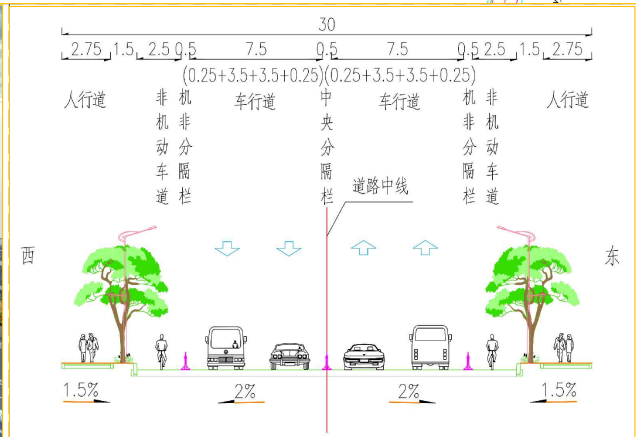 30
2.75 1.5 2.5 0.5 7.5 0.5 7.5 0.5 2.5 1.5 2.75
(0.25+3.5+3.5+0.25)(0.25+3.5+3.5+0.25)
人行道
非机动车道
机非分隔栏
车行道
中央分隔栏
车行道
机非分隔栏
非机动车道
人行道
道路中线
西
东
1.5% 2% 2% 1.5%